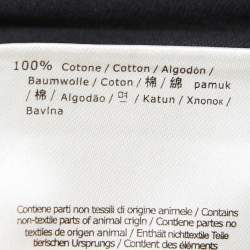 100% Cotone / Cotton / Algodón /
Baumwolle / Coton / 棉 / 綿 pamuk
/ 棉 / Algodão / 면 / Katun / Хлопок /
Bavlna
Contiene parti non tessili di origine animele / Contains
non-textile parts of animal crigin / Contiene partes no
textiles de origen animal / Enthält nichttextile Teile
tierischen Ursprungs / Contient des éléments